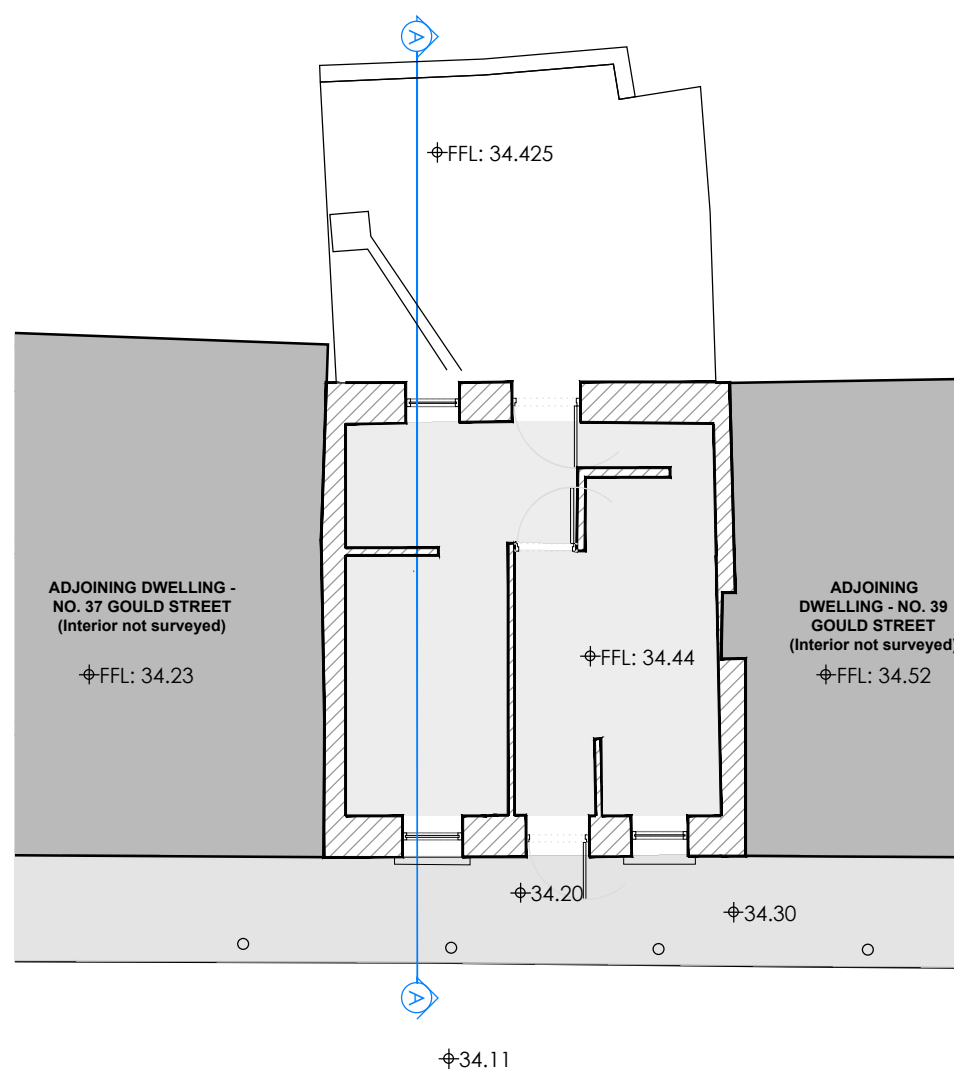 A
FFL: 34.425
ADJOINING DWELLING -
NO. 37 GOULD STREET
(Interior not surveyed)
FFL: 34.23
FFL: 34.44
ADJOINING
DWELLING - NO. 39
GOULD STREET
(Interior not surveyed)
FFL: 34.52
34.20
34.30
A
34.11